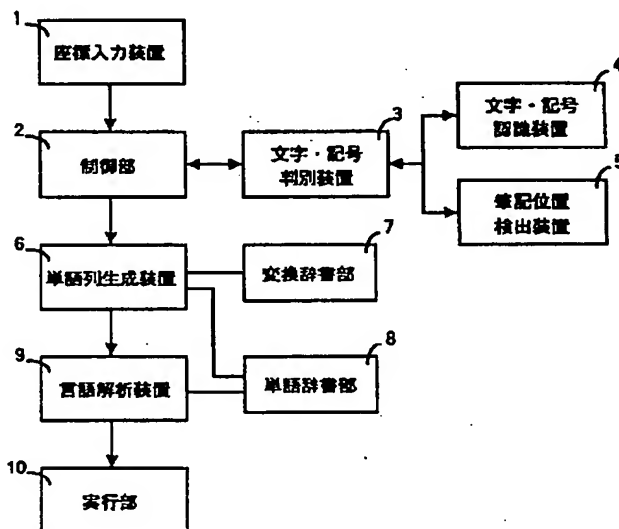 1
座標入力装置
2
制御部
3
文字・記号
判別装置
4
文字・記号
認識装置
5
筆記位置
検出装置
6
単語列生成装置
7
変換辞書部
8
単語辞書部
9
言語解析装置
10
実行部